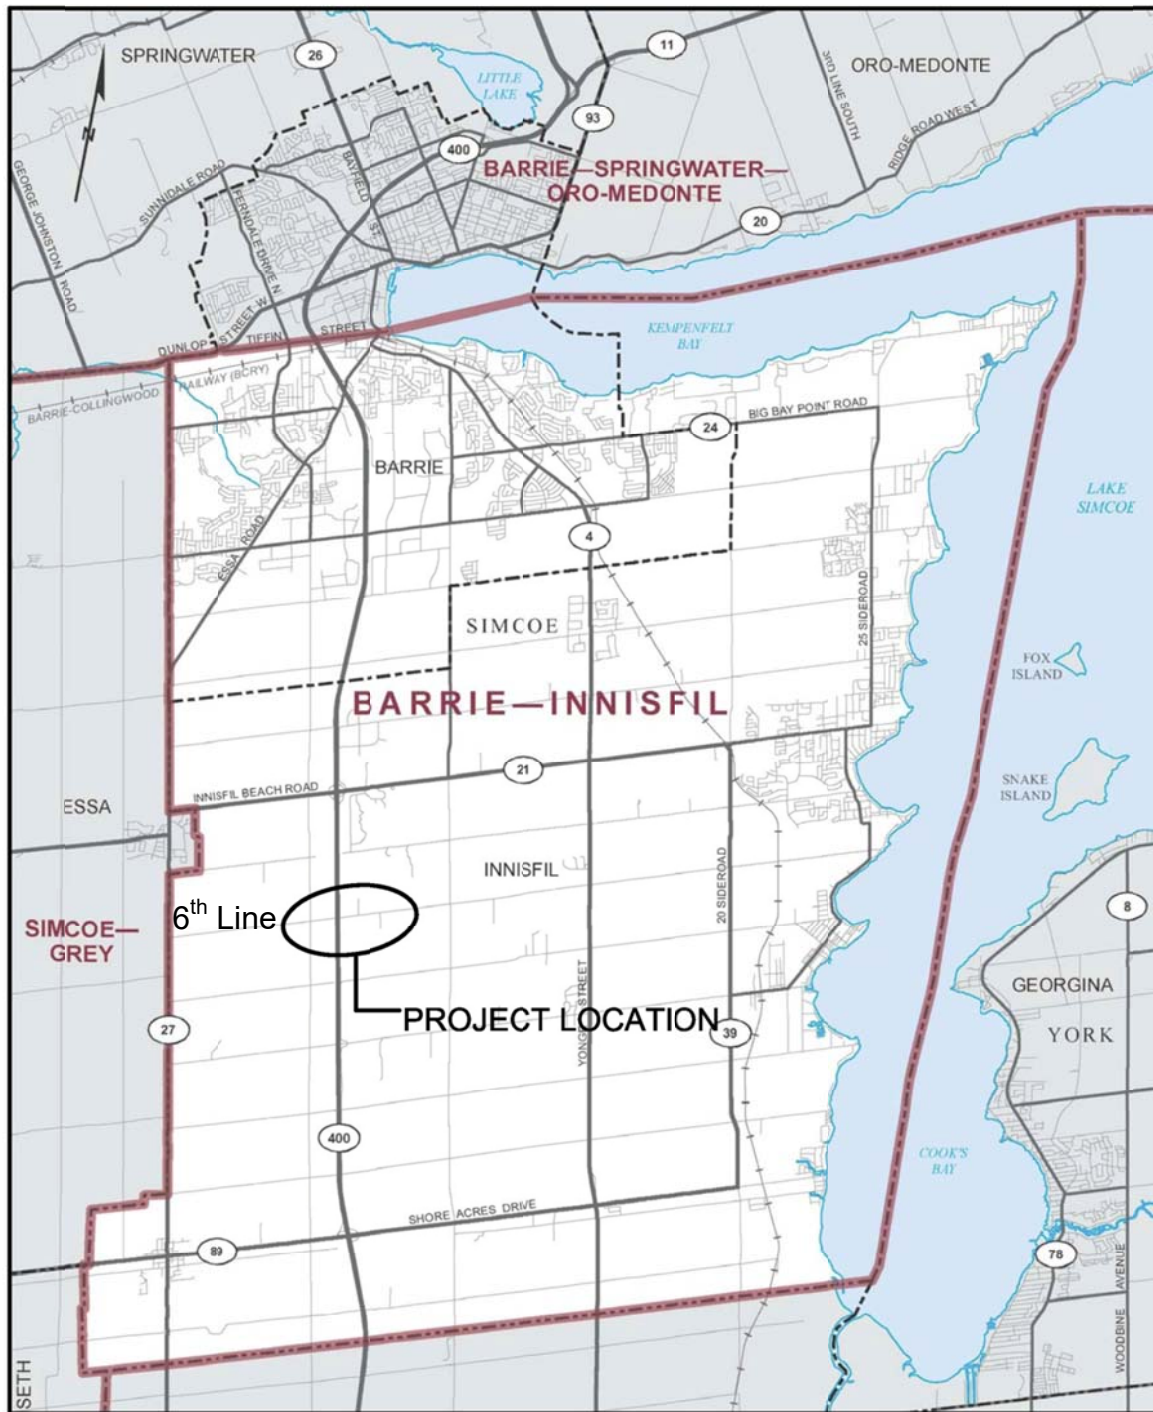 SPRINGWATER
26
11
ORO-MEDONTE
LITTLE
LAKE
3RD LINE SOUTH
N
93
400
RIDGE ROAD WEST
BARRIE—SPRINGWATER—
ORO-MEDONTE
GEORGE JOHNSTON ROAD
SUNNIDALE ROAD
FERNDALE DRIVE N
BAYFIELD ST
20
DUNLOP STREET W
TIFFIN STREET
KEMPENFELT
BAY
BARRIE-COLLINGWOOD RAILWAY (BCRY)
BIG BAY POINT ROAD
24
BARRIE
LAKE
SIMCOE
ESSA ROAD
4
SIMCOE
25 SIDEROAD
FOX
ISLAND
BARRIE—INNISFIL
21
INNISFIL BEACH ROAD
SNAKE
ISLAND
ESSA
INNISFIL
20 SIDEROAD
8
6th Line
SIMCOE—
GREY
GEORGINA
PROJECT LOCATION
27
YONGE STREET
39
YORK
400
COOK'S
BAY
SHORE ACRES DRIVE
89
78
WOODBINE AVENUE
SETH